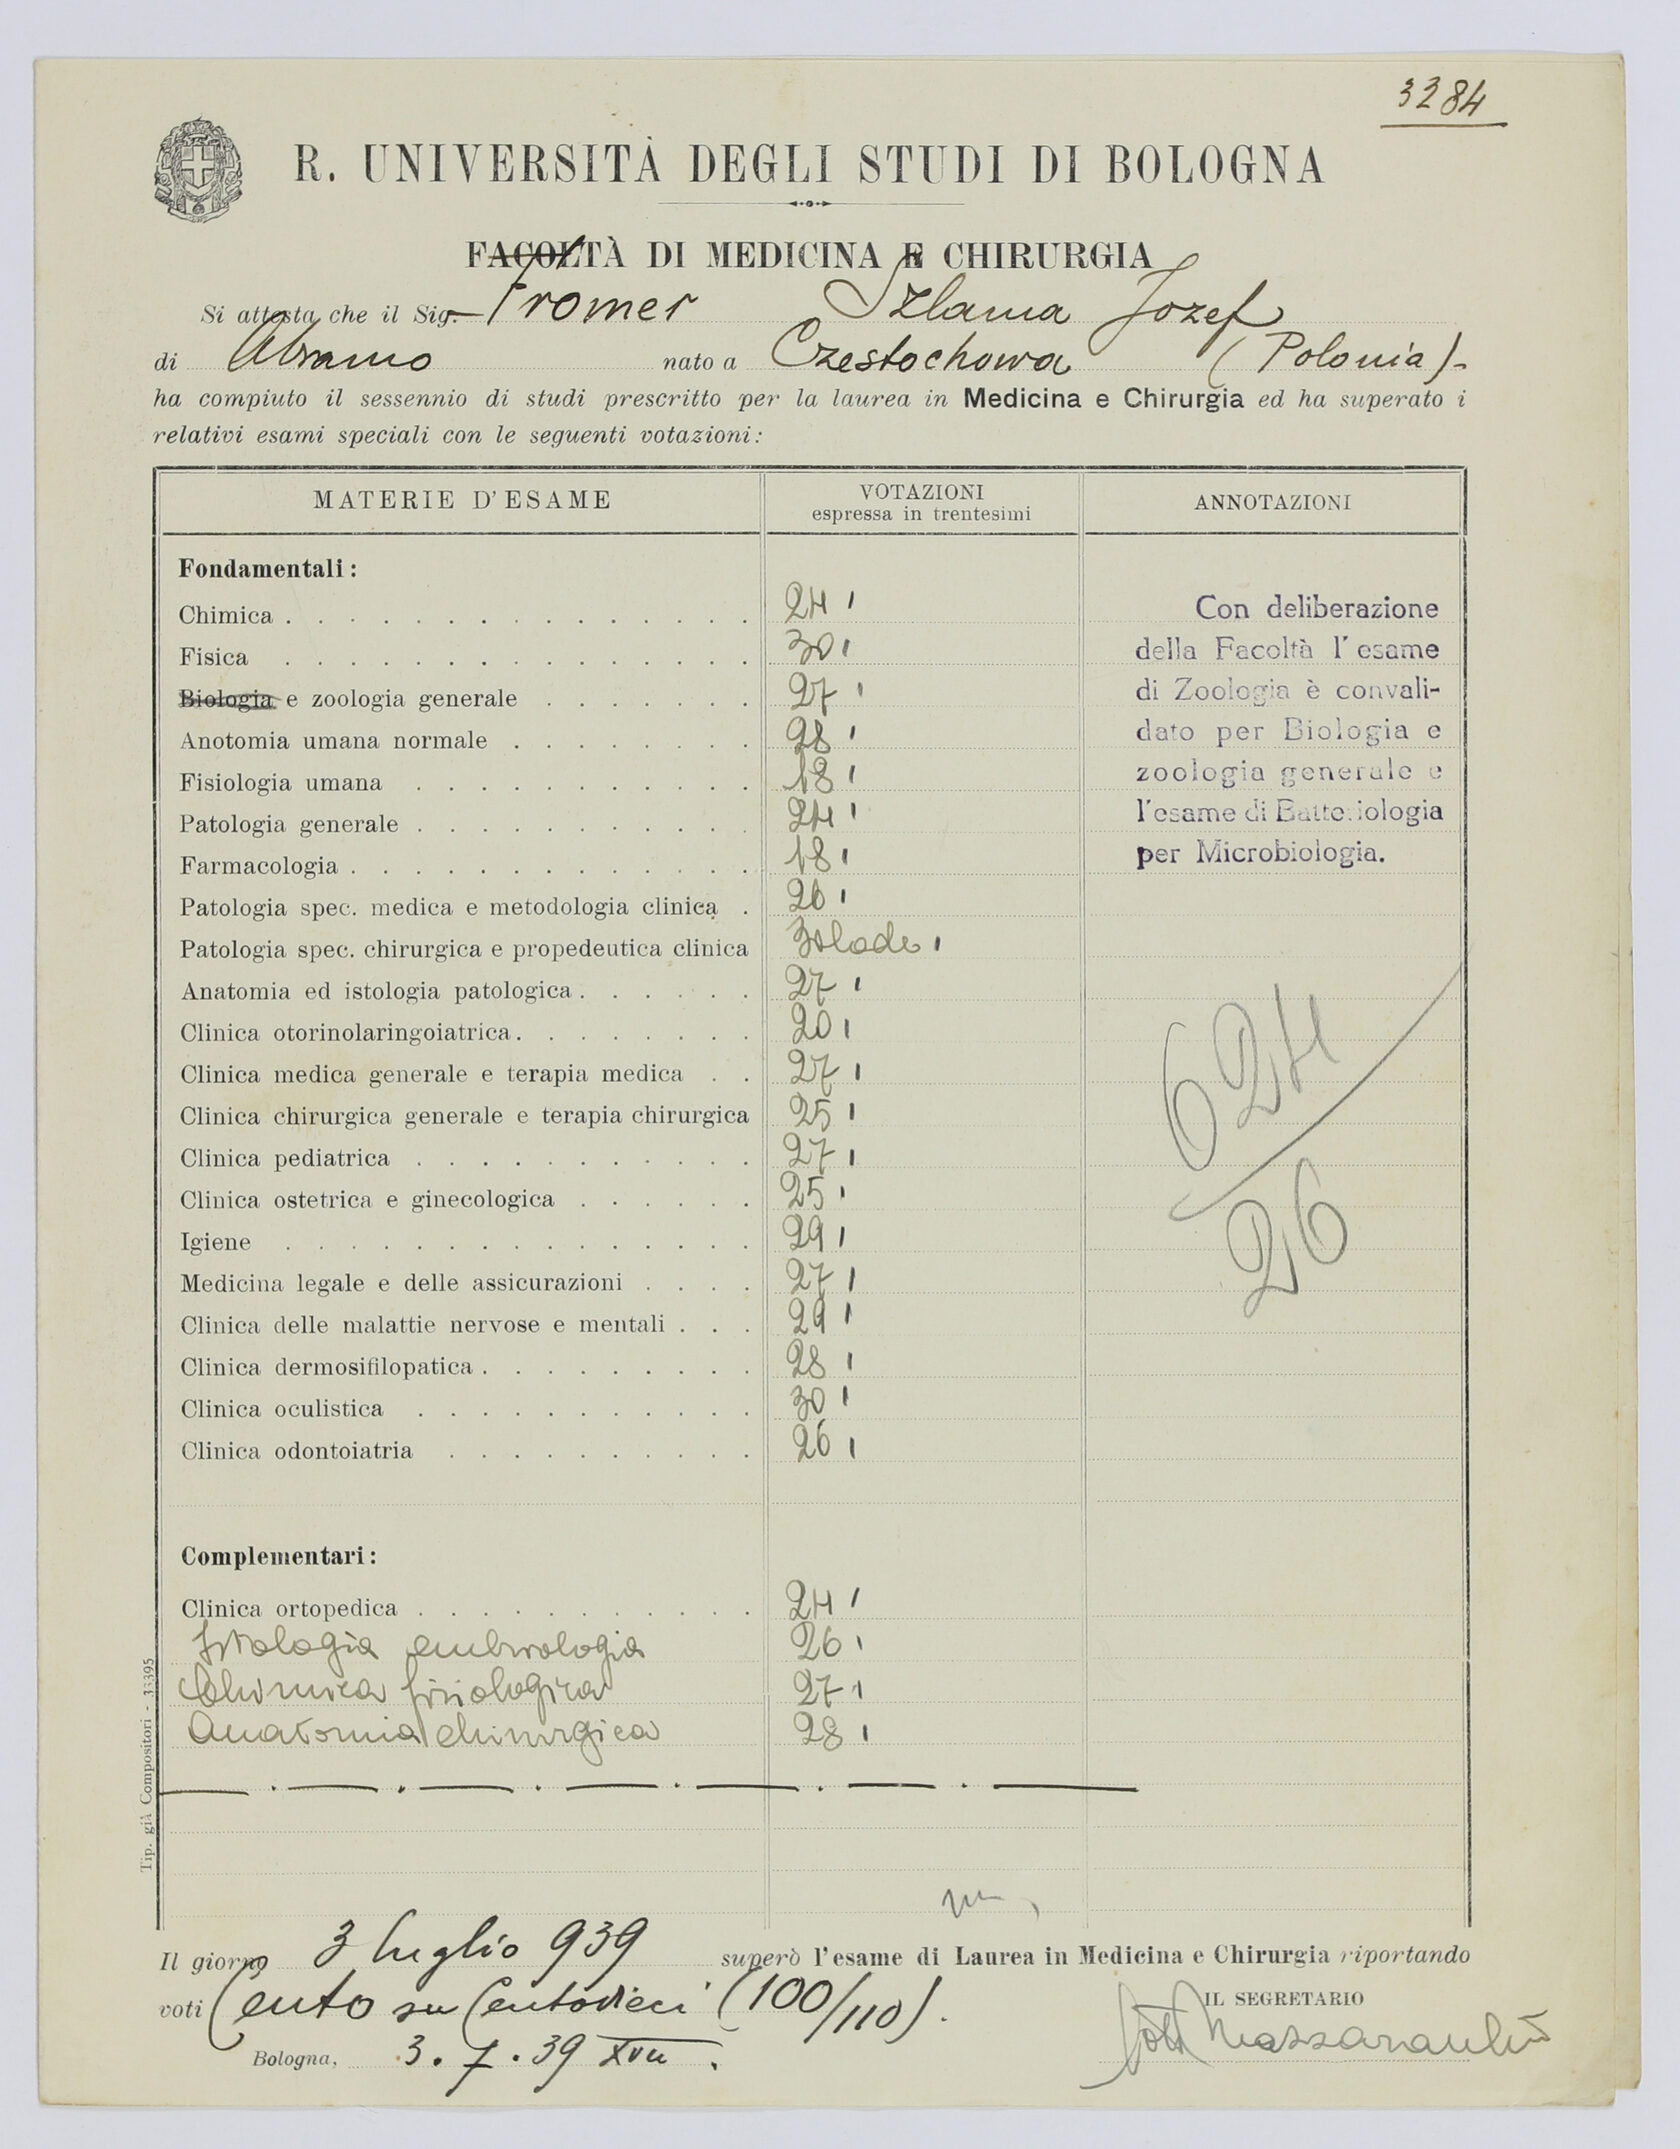 3284
R. UNIVERSITÀ DEGLI STUDI DI BOLOGNA
FACOLTÀ DI MEDICINA E CHIRURGIA
Si attesta che il Sig. Fromer Szlama Jozef
di Abramo nato a Czestochowa (Polonia)-
ha compiuto il sessennio di studi prescritto per la laurea in Medicina e Chirurgia ed ha superato i
relativi esami speciali con le seguenti votazioni:
MATERIE D'ESAME
VOTAZIONI
espressa in trentesimi
ANNOTAZIONI
Fondamentali:
Chimica 24
Fisica 30
Biologia e zoologia generale 27
Anotomia umana normale 28
Fisiologia umana 18
Patologia generale 24
Farmacologia 18
Patologia spec. medica e metodologia clinica 26
Patologia spec. chirurgica e propedeutica clinica 30 lode
Anatomia ed istologia patologica 27
Clinica otorinolaringoiatrica 20
Clinica medica generale e terapia medica 27
Clinica chirurgica generale e terapia chirurgica 25
Clinica pediatrica 27
Clinica ostetrica e ginecologica 25
Igiene 29
Medicina legale e delle assicurazioni 27
Clinica delle malattie nervose e mentali 29
Clinica dermosifilopatica 28
Clinica oculistica 30
Clinica odontoiatria 26
Con deliberazione
della Facoltà l'esame
di Zoologia è convali-
dato per Biologia e
zoologia generale e
l'esame di Batteriologia
per Microbiologia.
624/26
Complementari:
Clinica ortopedica 24
Istologia embriologia 26
Chimica fisiologica 27
Anatomia chirurgica 28
Tip. già Compositori - 33395
Il giorno 3 luglio 939 superò l'esame di Laurea in Medicina e Chirurgia riportando
voti Cento su Centodieci (100/110).
IL SEGRETARIO
Bologna, 3.7.39 XVII.